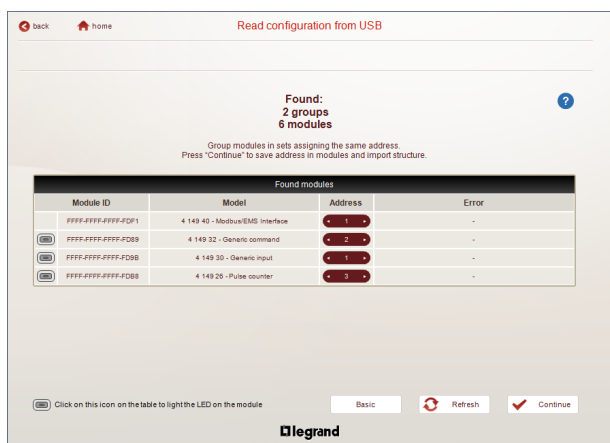 back
home
Read configuration from USB
Found:
2 groups
6 modules
?
Group modules in sets assigning the same address.
Press "Continue" to save address in modules and import structure.
Found modules
Module ID Model Address Error
FFFF-FFFF-FFFF-FDF1 4 149 40 - Modbus/EMS Interface 1 -
FFFF-FFFF-FFFF-FD89 4 149 32 - Generic command 2 -
FFFF-FFFF-FFFF-FD9B 4 149 30 - Generic input 1 -
FFFF-FFFF-FFFF-FDB8 4 149 26 - Pulse counter 3 -
Click on this icon on the table to light the LED on the module
Basic
Refresh
Continue
legrand